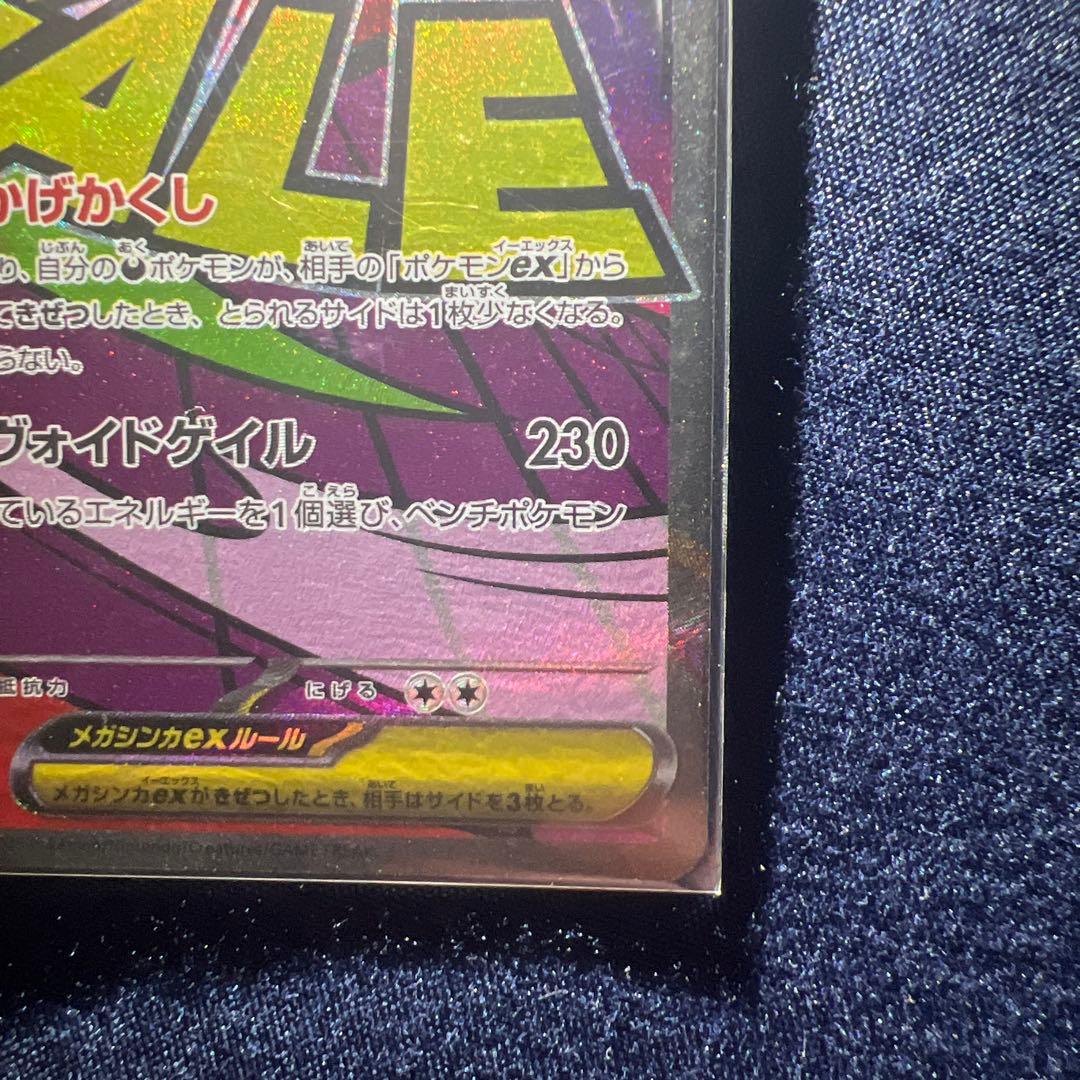 ALE
かげかくし
り、自分のポケモンが、相手の「ポケモンex」から
てきぜつしたとき、とられるサイドは1枚少なくなる。
らない。
ヴォイドゲイル 230
ているエネルギーを1個選び、ベンチポケモン
抵抗力 にげる
メガシンカexルール
メガシンカexがきぜつしたとき、相手はサイドを3枚とる。
Nintendo/Creatures/GAME FREAK